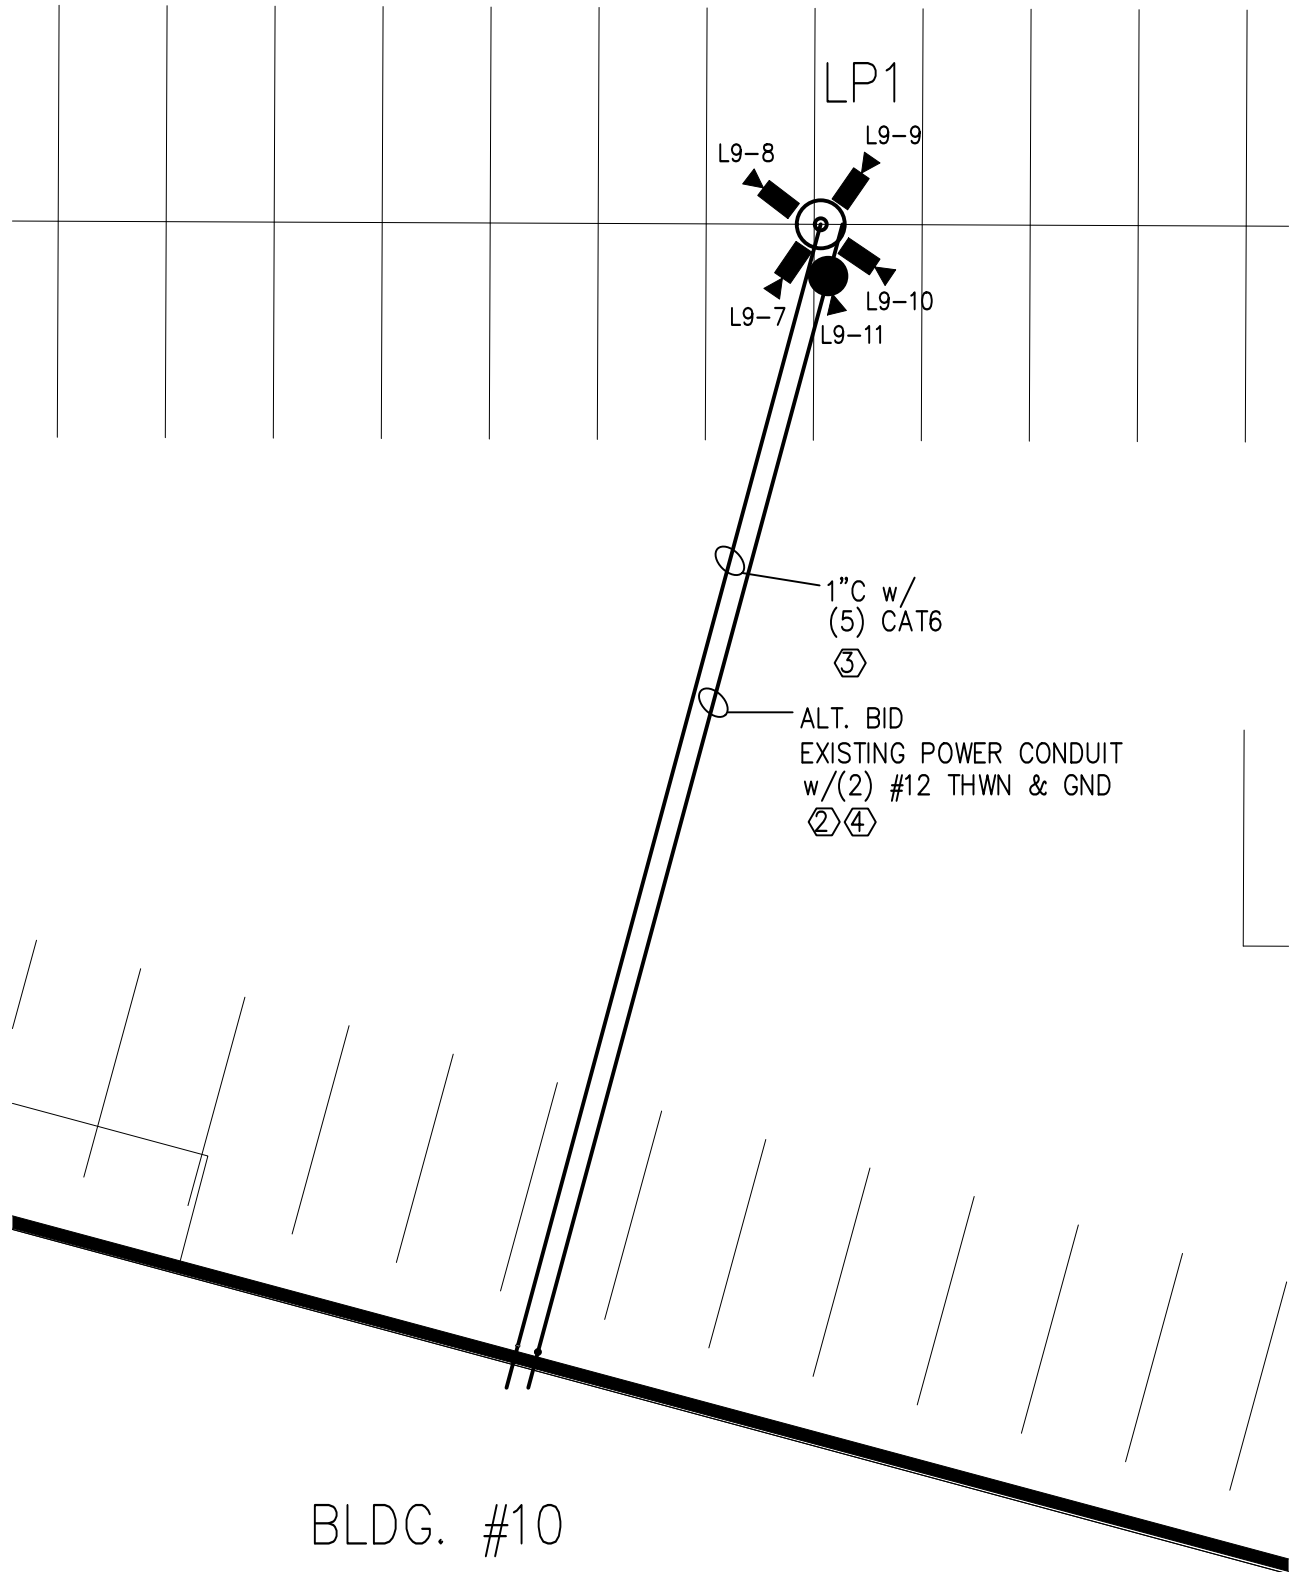 LP1
L9-9
L9-8
L9-10
L9-7
L9-11
1"C w/
(5) CAT6
3
ALT. BID
EXISTING POWER CONDUIT
w/(2) #12 THWN & GND
2 4
BLDG. #10